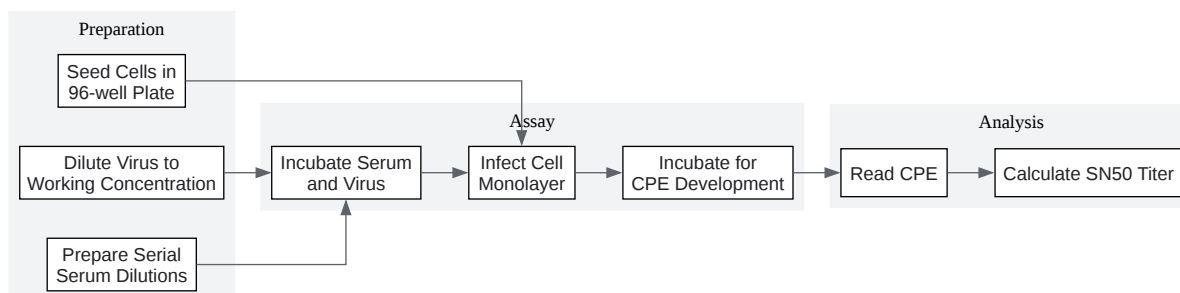 Preparation
Seed Cells in
96-well Plate
Dilute Virus to
Working Concentration
Prepare Serial
Serum Dilutions
Assay
Incubate Serum
and Virus
Infect Cell
Monolayer
Incubate for
CPE Development
Analysis
Read CPE
Calculate SN50 Titer